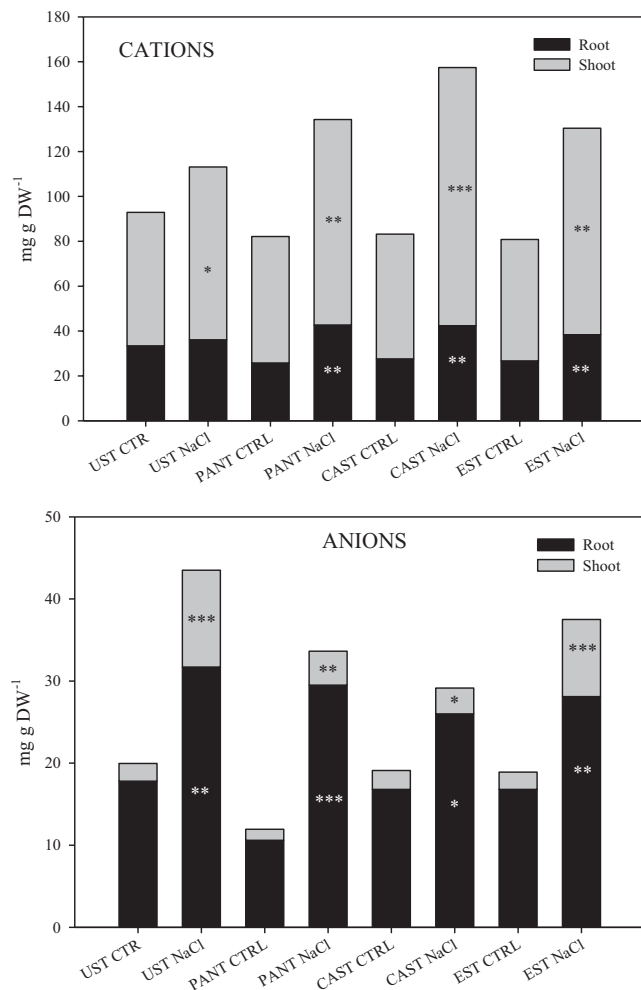 180
160
140
120
100
80
60
40
20
0
mg g DW⁻¹
CATIONS
Root
Shoot
*
**
***
**
**
**
**
UST CTR
UST NaCl
PANT CTRL
PANT NaCl
CAST CTRL
CAST NaCl
EST CTRL
EST NaCl
50
40
30
20
10
0
mg g DW⁻¹
ANIONS
Root
Shoot
***
**
*
***
**
***
*
**
UST CTR
UST NaCl
PANT CTRL
PANT NaCl
CAST CTRL
CAST NaCl
EST CTRL
EST NaCl